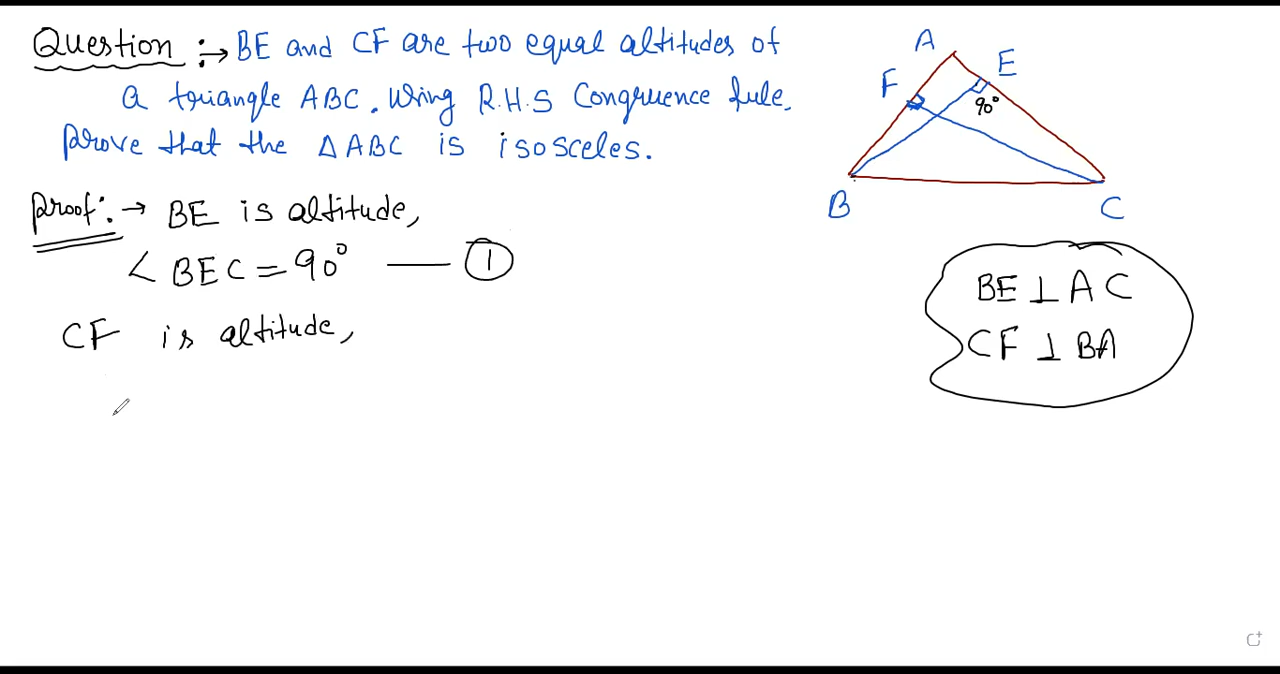 Question :→ BE and CF are two equal altitudes of
a triangle ABC. Using R.H.S Congruence rule,
prove that the △ABC is isosceles.
Proof:→ BE is altitude,
∠BEC = 90° — ①
CF is altitude,
A
E
F
90°
B
C
BE ⊥ AC
CF ⊥ BA